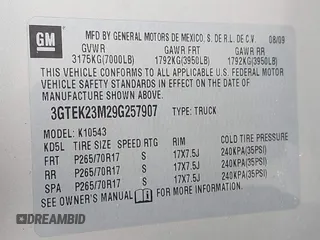 GM
MFD BY GENERAL MOTORS DE MEXICO, S. DE R.L. DE C.V. 08/09
GVWR GAWR FRT GAWR RR
3175KG(7000LB) 1792KG(3950LB) 1792KG(3950LB)
THIS VEHICLE CONFORMS TO ALL APPLICABLE U.S. FEDERAL MOTOR
VEHICLE SAFETY STANDARDS IN EFFECT ON THE DATE OF
MANUFACTURE SHOWN ABOVE.
3GTEK23M29G257907 TYPE: TRUCK
MODEL: K10543
KD5L TIRE SIZE SPEED RTG RIM COLD TIRE PRESSURE
FRT P265/70R17 S 17X7.5J 240KPA(35PSI)
RR P265/70R17 S 17X7.5J 240KPA(35PSI)
SPA P265/70R17 S 17X7.5J 240KPA(35PSI)
SEE OWNER'S MANUAL FOR MORE INFORMATION
DREAMBID